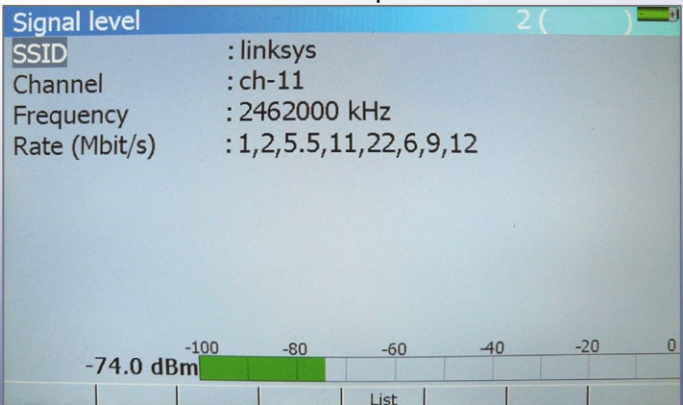 Signal level 2 ( )
SSID : linksys
Channel : ch-11
Frequency : 2462000 kHz
Rate (Mbit/s) : 1,2,5.5,11,22,6,9,12
-100 -80 -60 -40 -20 0
-74.0 dBm
List